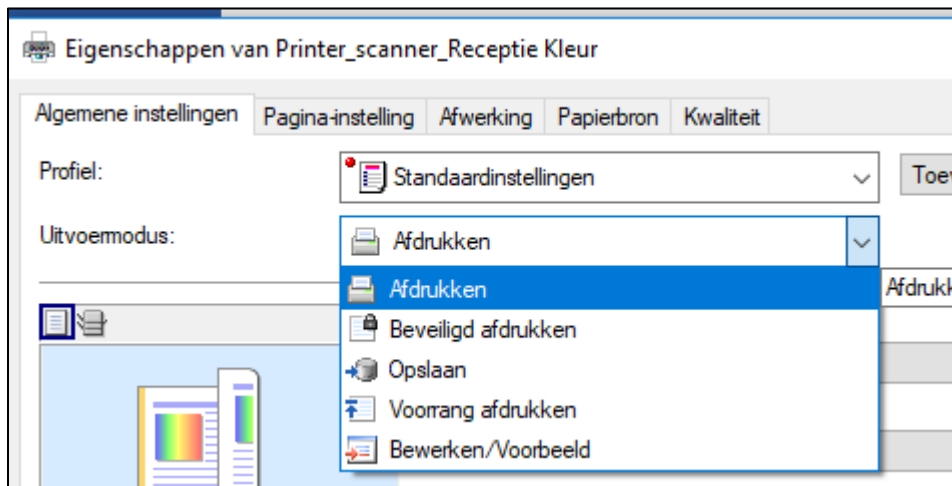 Eigenschappen van Printer_scanner_Receptie Kleur
Algemene instellingen Pagina-instelling Afwerking Papierbron Kwaliteit
Profiel: Standaardinstellingen
Uitvoermodus: Afdrukken
Afdrukken
Beveiligd afdrukken
Opslaan
Voorrang afdrukken
Bewerken/Voorbeeld